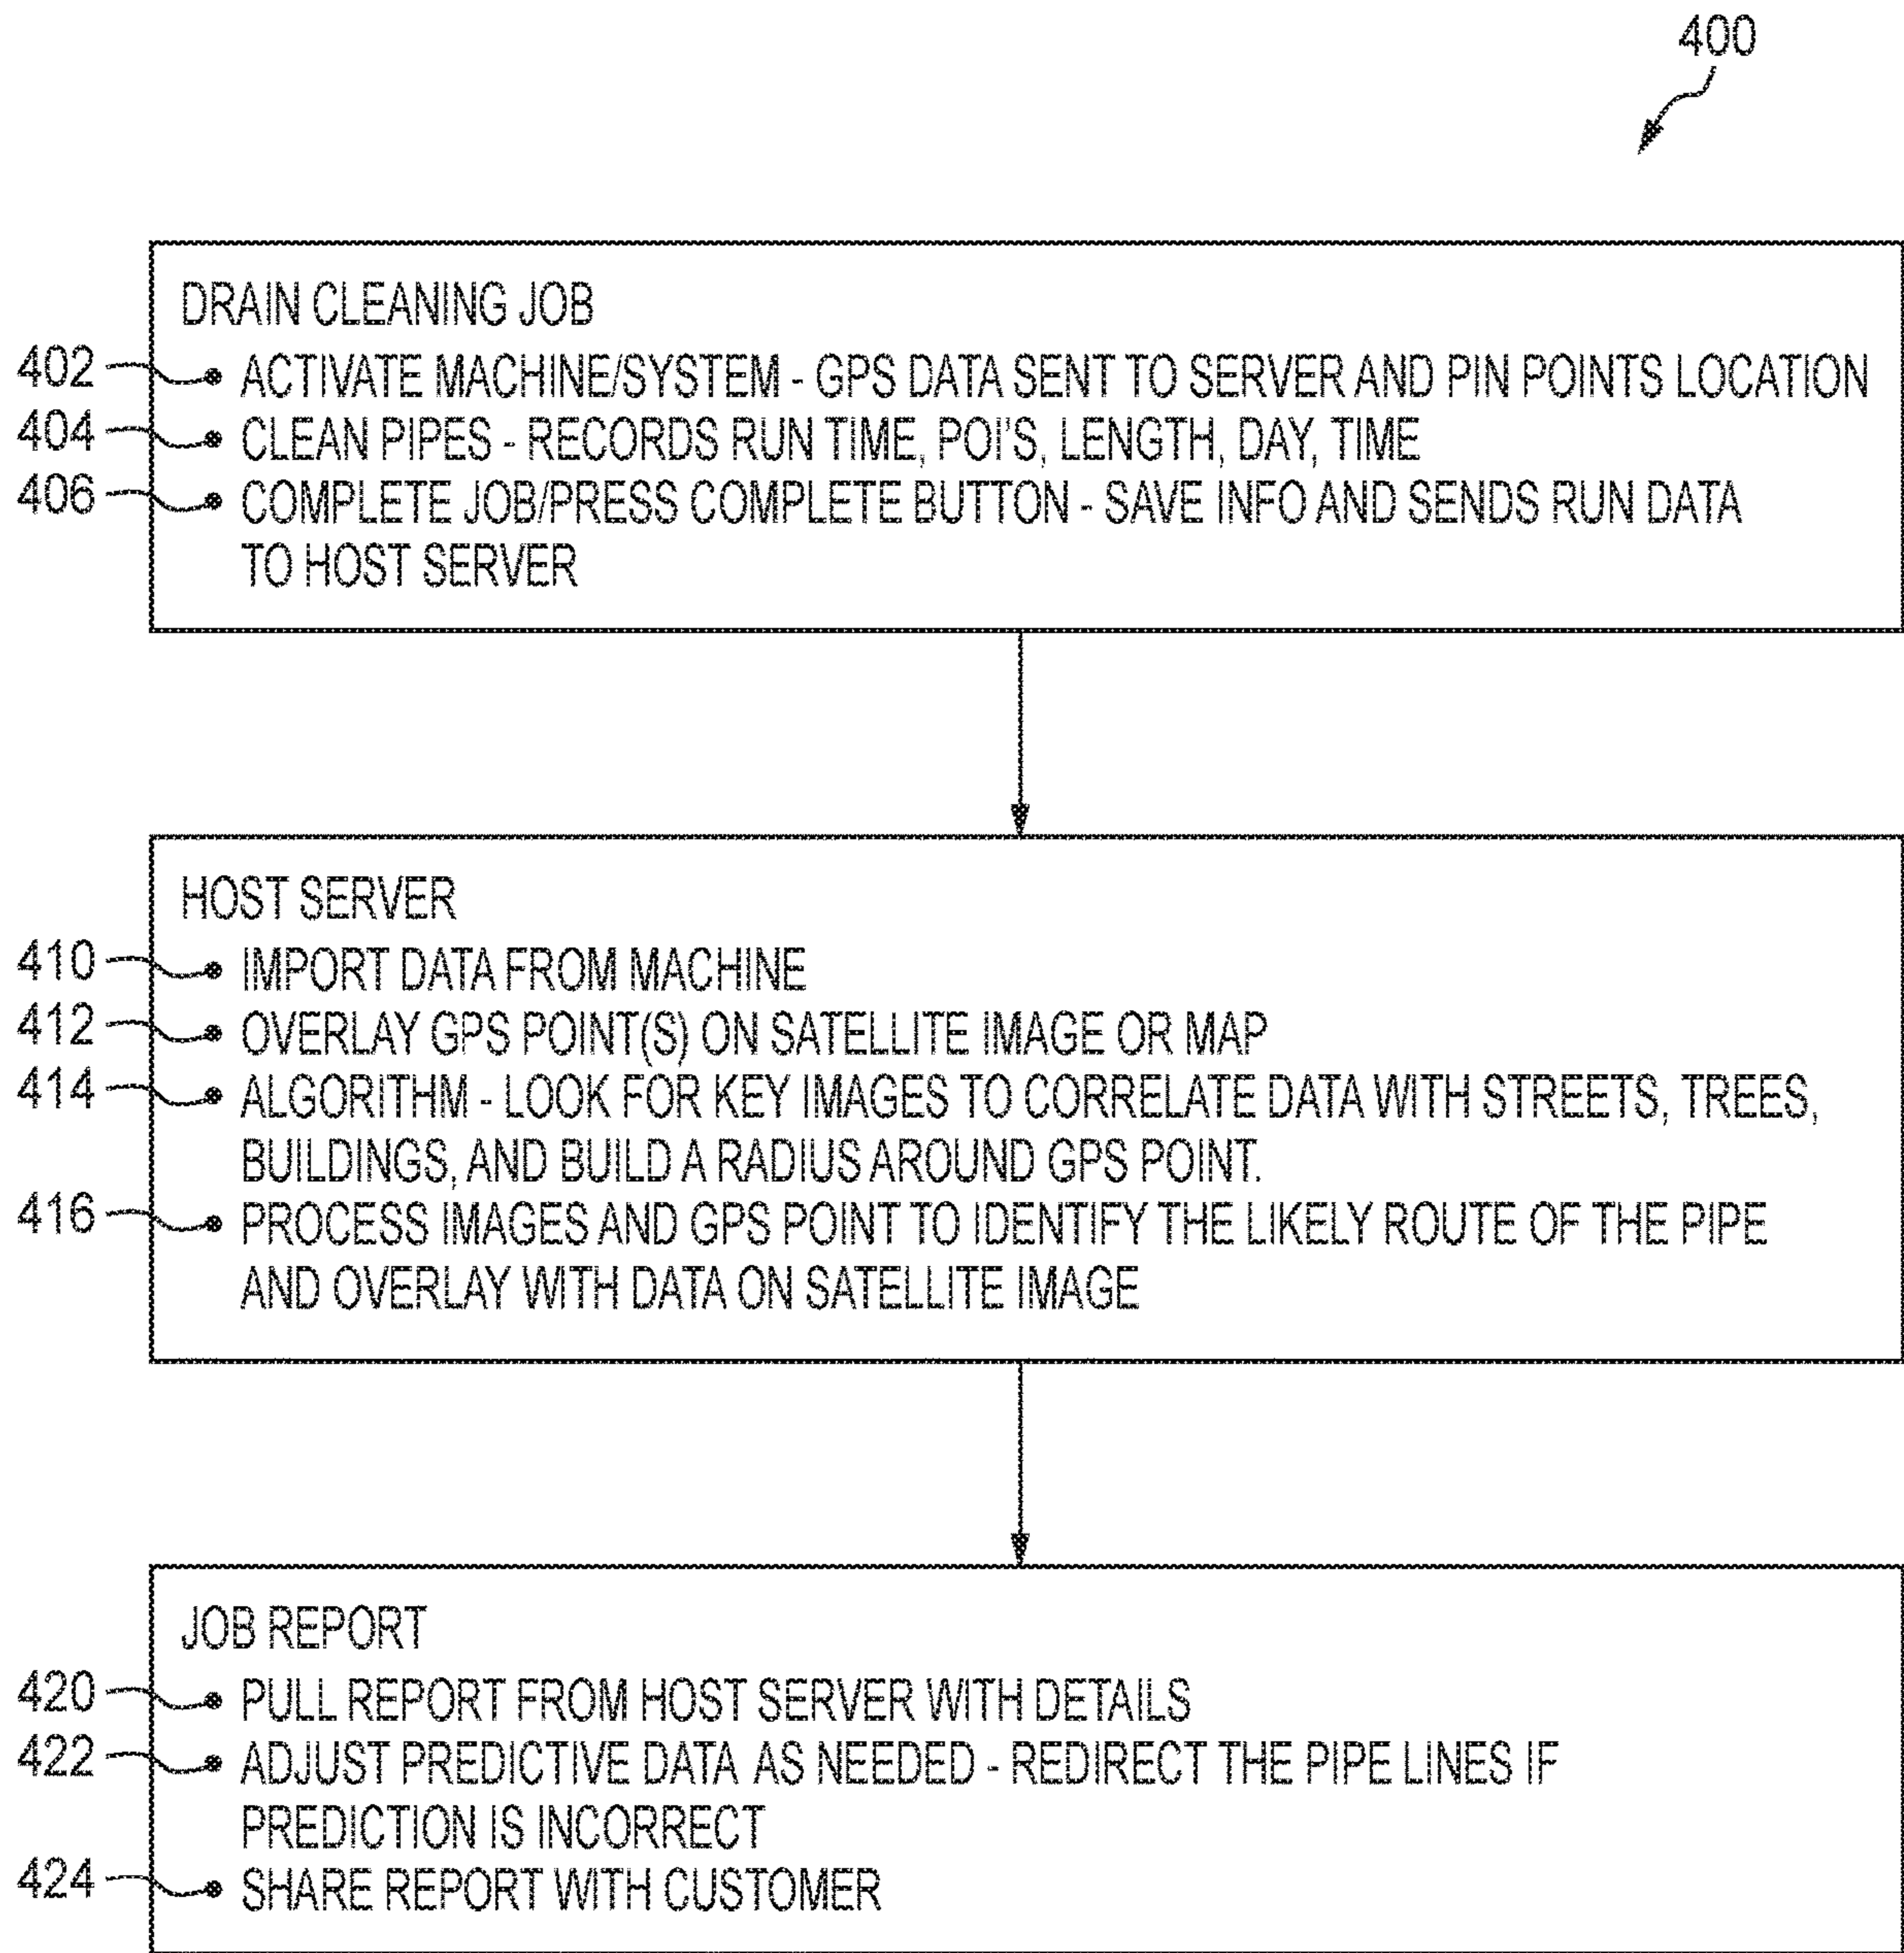 400
DRAIN CLEANING JOB
402 • ACTIVATE MACHINE/SYSTEM - GPS DATA SENT TO SERVER AND PIN POINTS LOCATION
404 • CLEAN PIPES - RECORDS RUN TIME, POI'S, LENGTH, DAY, TIME
406 • COMPLETE JOB/PRESS COMPLETE BUTTON - SAVE INFO AND SENDS RUN DATA
TO HOST SERVER
HOST SERVER
410 • IMPORT DATA FROM MACHINE
412 • OVERLAY GPS POINT(S) ON SATELLITE IMAGE OR MAP
414 • ALGORITHM - LOOK FOR KEY IMAGES TO CORRELATE DATA WITH STREETS, TREES,
BUILDINGS, AND BUILD A RADIUS AROUND GPS POINT.
416 • PROCESS IMAGES AND GPS POINT TO IDENTIFY THE LIKELY ROUTE OF THE PIPE
AND OVERLAY WITH DATA ON SATELLITE IMAGE
JOB REPORT
420 • PULL REPORT FROM HOST SERVER WITH DETAILS
422 • ADJUST PREDICTIVE DATA AS NEEDED - REDIRECT THE PIPE LINES IF
PREDICTION IS INCORRECT
424 • SHARE REPORT WITH CUSTOMER